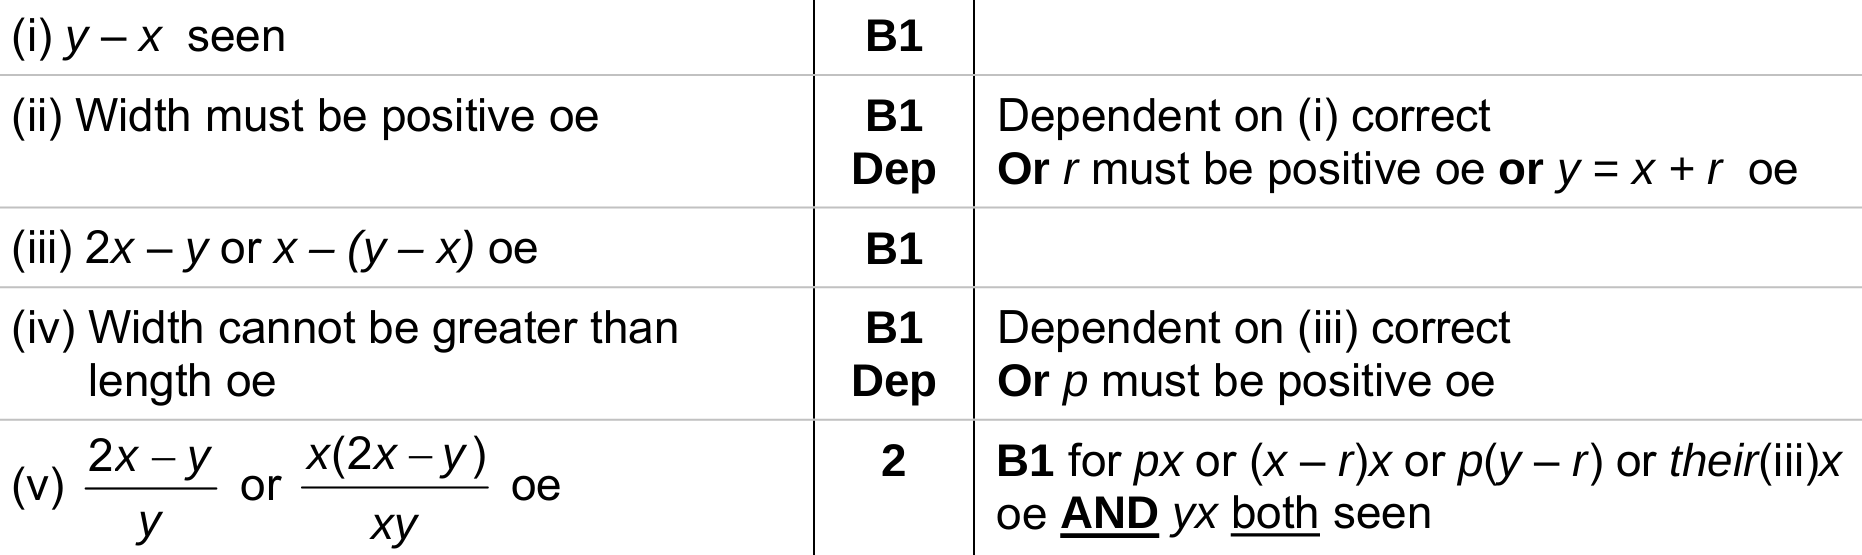 (i) y – x seen B1
(ii) Width must be positive oe B1 Dependent on (i) correct
Dep Or r must be positive oe or y = x + r oe
(iii) 2x – y or x – (y – x) oe B1
(iv) Width cannot be greater than B1 Dependent on (iii) correct
length oe Dep Or p must be positive oe
(v) (2x – y)/y or x(2x – y)/xy oe 2 B1 for px or (x – r)x or p(y – r) or their(iii)x
oe AND yx both seen